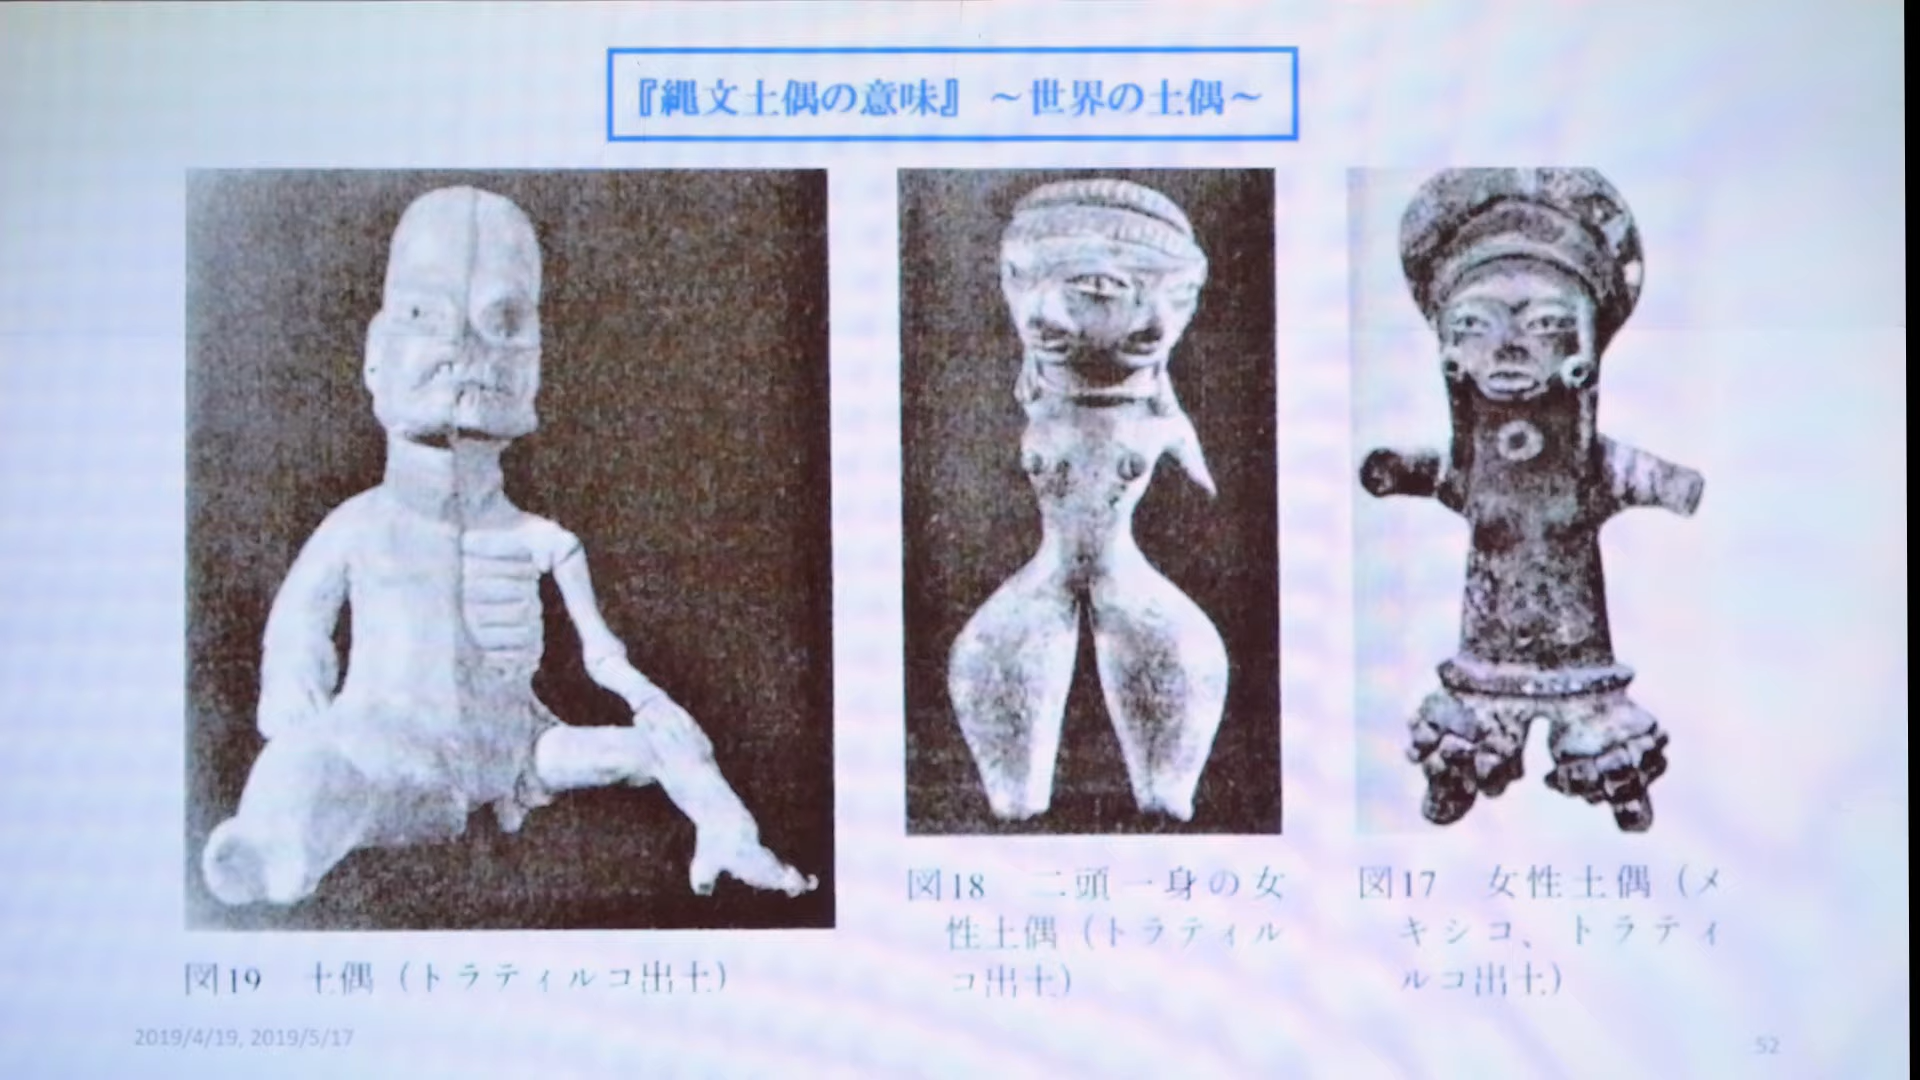 『縄文土偶の意味』 ～世界の土偶～
図19 土偶（トラティルコ出土）
図18 二頭一身の女
性土偶（トラティル
コ出土）
図17 女性土偶（メ
キシコ、トラティ
ルコ出土）
2019/4/19, 2019/5/17
52